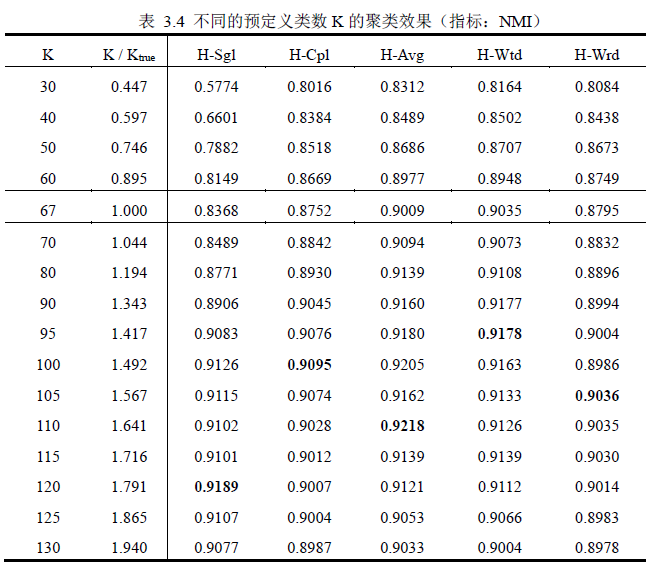 表 3.4 不同的预定义类数 K 的聚类效果（指标：NMI）
K K / Ktrue H-Sgl H-Cpl H-Avg H-Wtd H-Wrd
30 0.447 0.5774 0.8016 0.8312 0.8164 0.8084
40 0.597 0.6601 0.8384 0.8489 0.8502 0.8438
50 0.746 0.7882 0.8518 0.8686 0.8707 0.8673
60 0.895 0.8149 0.8669 0.8977 0.8948 0.8749
67 1.000 0.8368 0.8752 0.9009 0.9035 0.8795
70 1.044 0.8489 0.8842 0.9094 0.9073 0.8832
80 1.194 0.8771 0.8930 0.9139 0.9108 0.8896
90 1.343 0.8906 0.9045 0.9160 0.9177 0.8994
95 1.417 0.9083 0.9076 0.9180 0.9178 0.9004
100 1.492 0.9126 0.9095 0.9205 0.9163 0.8986
105 1.567 0.9115 0.9074 0.9162 0.9133 0.9036
110 1.641 0.9102 0.9028 0.9218 0.9126 0.9035
115 1.716 0.9101 0.9012 0.9139 0.9139 0.9030
120 1.791 0.9189 0.9007 0.9121 0.9112 0.9014
125 1.865 0.9107 0.9004 0.9053 0.9066 0.8983
130 1.940 0.9077 0.8987 0.9033 0.9004 0.8978